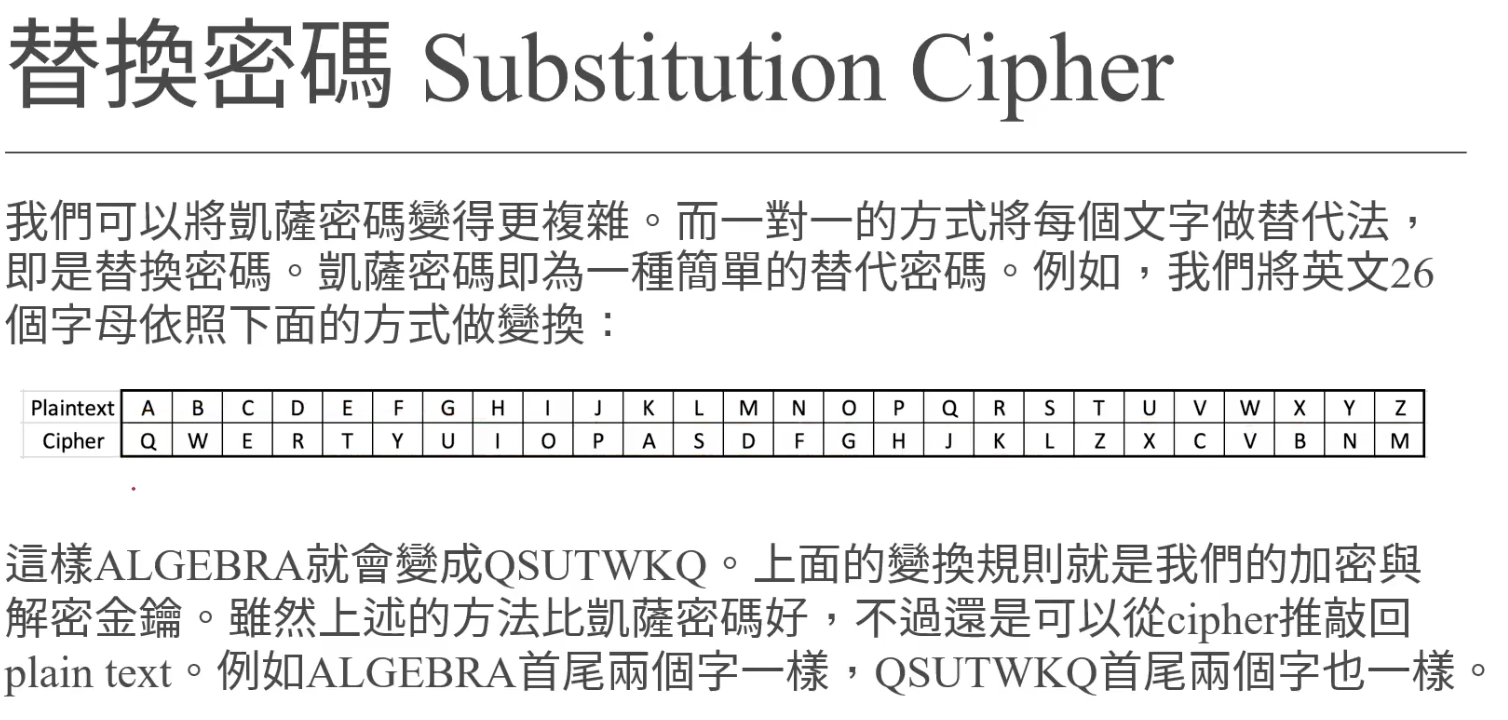 替換密碼 Substitution Cipher
我們可以將凱薩密碼變得更複雜。而一對一的方式將每個文字做替代法，
即是替換密碼。凱薩密碼即為一種簡單的替代密碼。例如，我們將英文26
個字母依照下面的方式做變換：
Plaintext A B C D E F G H I J K L M N O P Q R S T U V W X Y Z
Cipher Q W E R T Y U I O P A S D F G H J K L Z X C V B N M
這樣ALGEBRA就會變成QSUTWKQ。上面的變換規則就是我們的加密與
解密金鑰。雖然上述的方法比凱薩密碼好，不過還是可以從cipher推敲回
plain text。例如ALGEBRA首尾兩個字一樣，QSUTWKQ首尾兩個字也一樣。